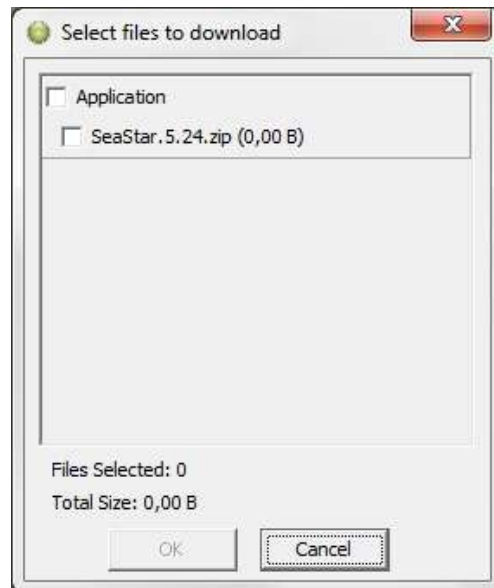 Select files to download
Application
SeaStar.5.24.zip (0,00 B)
Files Selected: 0
Total Size: 0,00 B
OK
Cancel